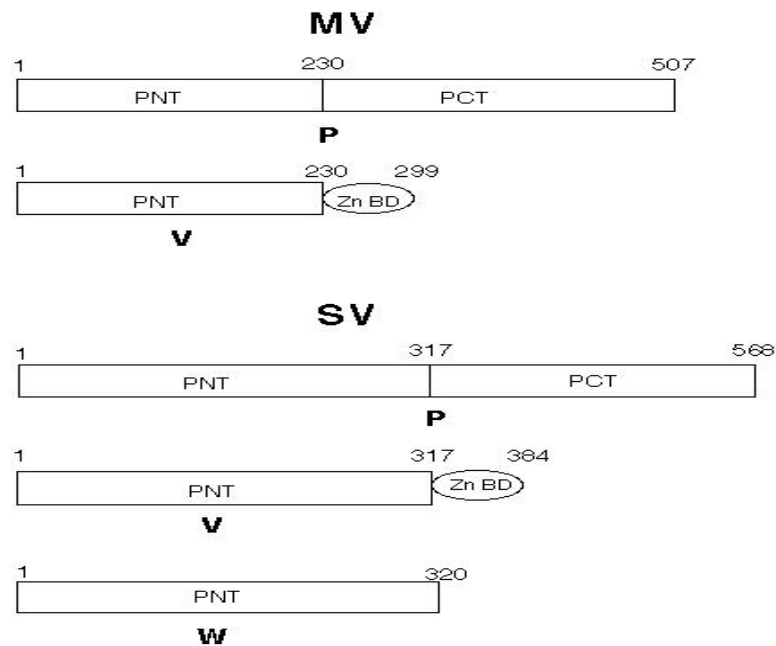 MV
1 230 507
PNT PCT
P
1 230 299
PNT Zn BD
V
SV
1 317 568
PNT PCT
P
1 317 384
PNT Zn BD
V
1 320
PNT
W